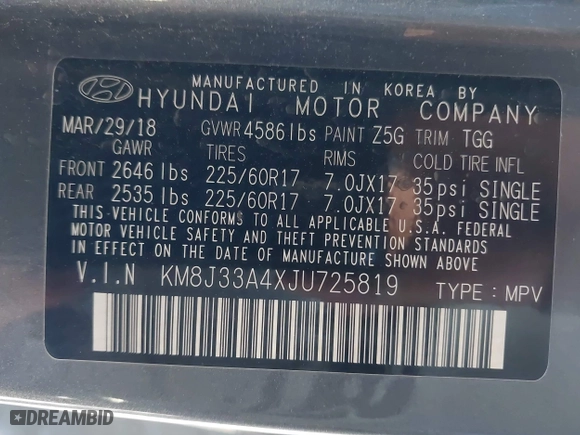 MANUFACTURED IN KOREA BY
HYUNDAI MOTOR COMPANY
MAR/29/18 GVWR 4586lbs PAINT Z5G TRIM TGG
GAWR TIRES RIMS COLD TIRE INFL
FRONT 2646 lbs 225/60R17 7.0JX17 35psi SINGLE
REAR 2535 lbs 225/60R17 7.0JX17 35psi SINGLE
THIS VEHICLE CONFORMS TO ALL APPLICABLE U.S.A. FEDERAL
MOTOR VEHICLE SAFETY AND THEFT PREVENTION STANDARDS
IN EFFECT ON THE DATE OF MANUFACTURE SHOWN ABOVE
V.I.N KM8J33A4XJU725819 TYPE : MPV
DREAMBID